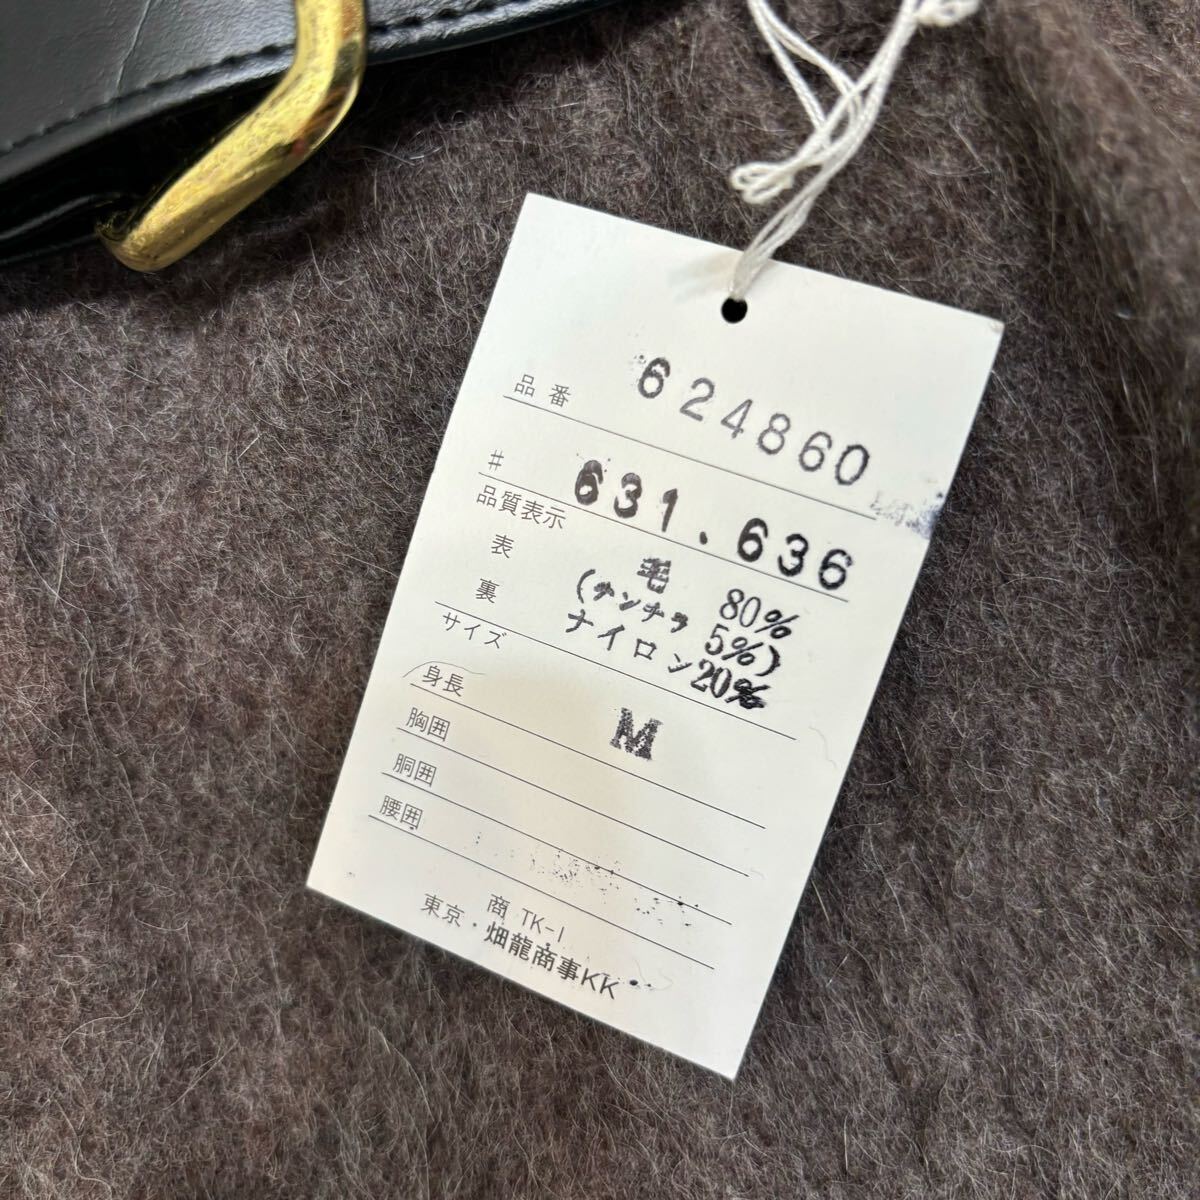 品番 624860
# 631.636
品質表示
表 毛 80%
(チンチラ 5%)
裏 ナイロン20%
サイズ
身長 M
胸囲
胴囲
腰囲
商 TK-1
東京・畑龍商事KK